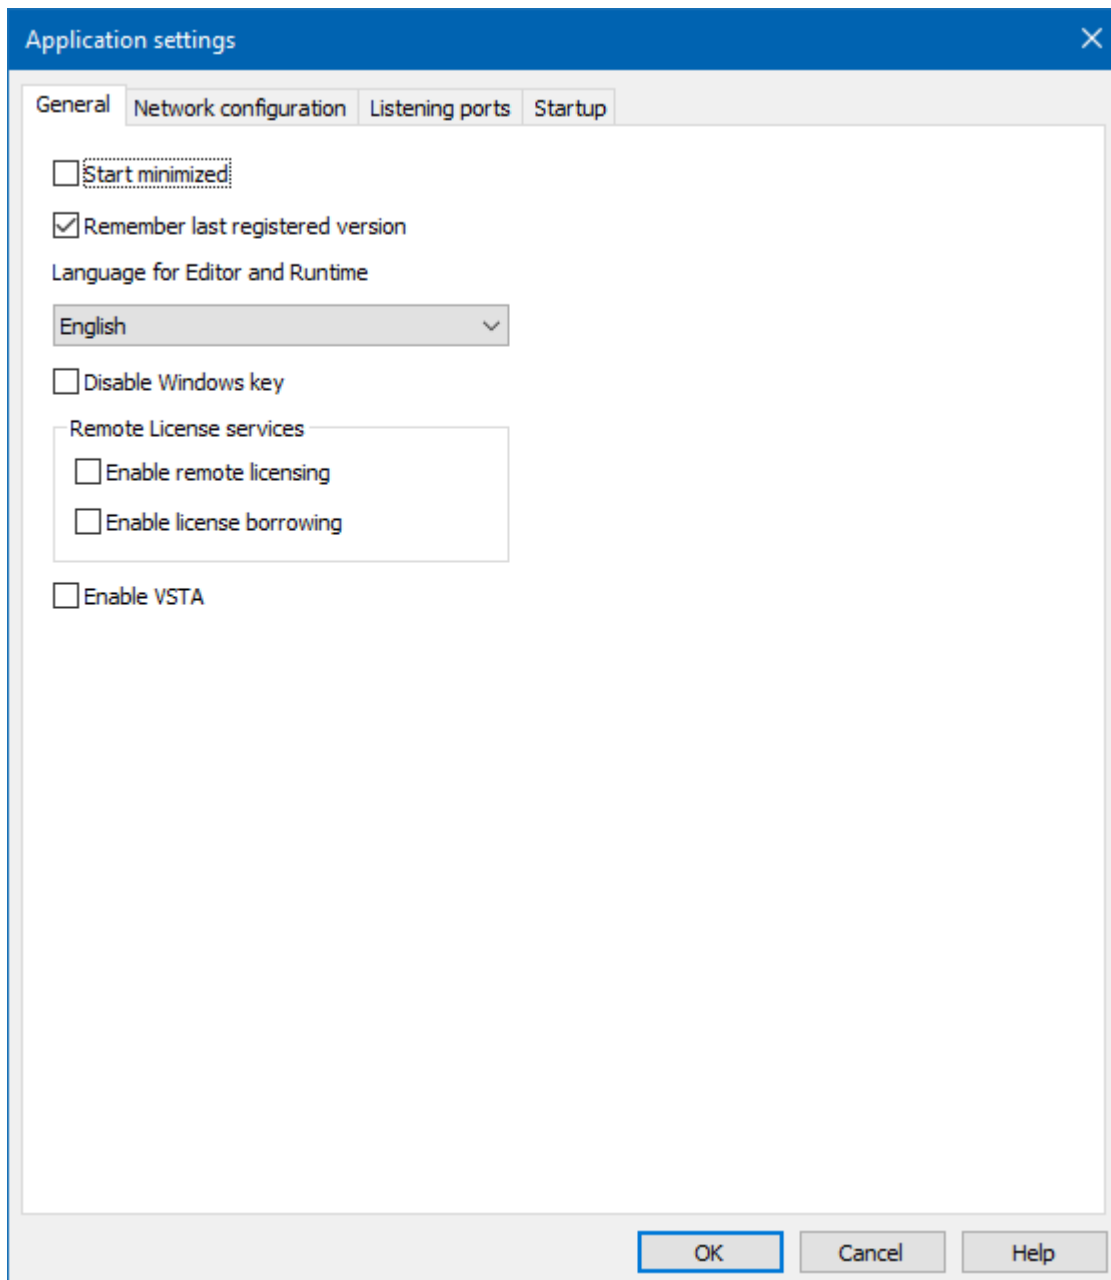 Application settings
General Network configuration Listening ports Startup
Start minimized
Remember last registered version
Language for Editor and Runtime
English
Disable Windows key
Remote License services
Enable remote licensing
Enable license borrowing
Enable VSTA
OK Cancel Help